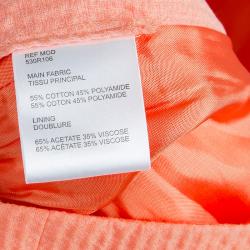 REF MOD
530R106
MAIN FABRIC
TISSU PRINCIPAL
55% COTTON 45% POLYAMIDE
55% COTON 45% POLYAMIDE
LINING
DOUBLURE
65% ACETATE 35% VISCOSE
65% ACÉTATE 35% VISCOSE